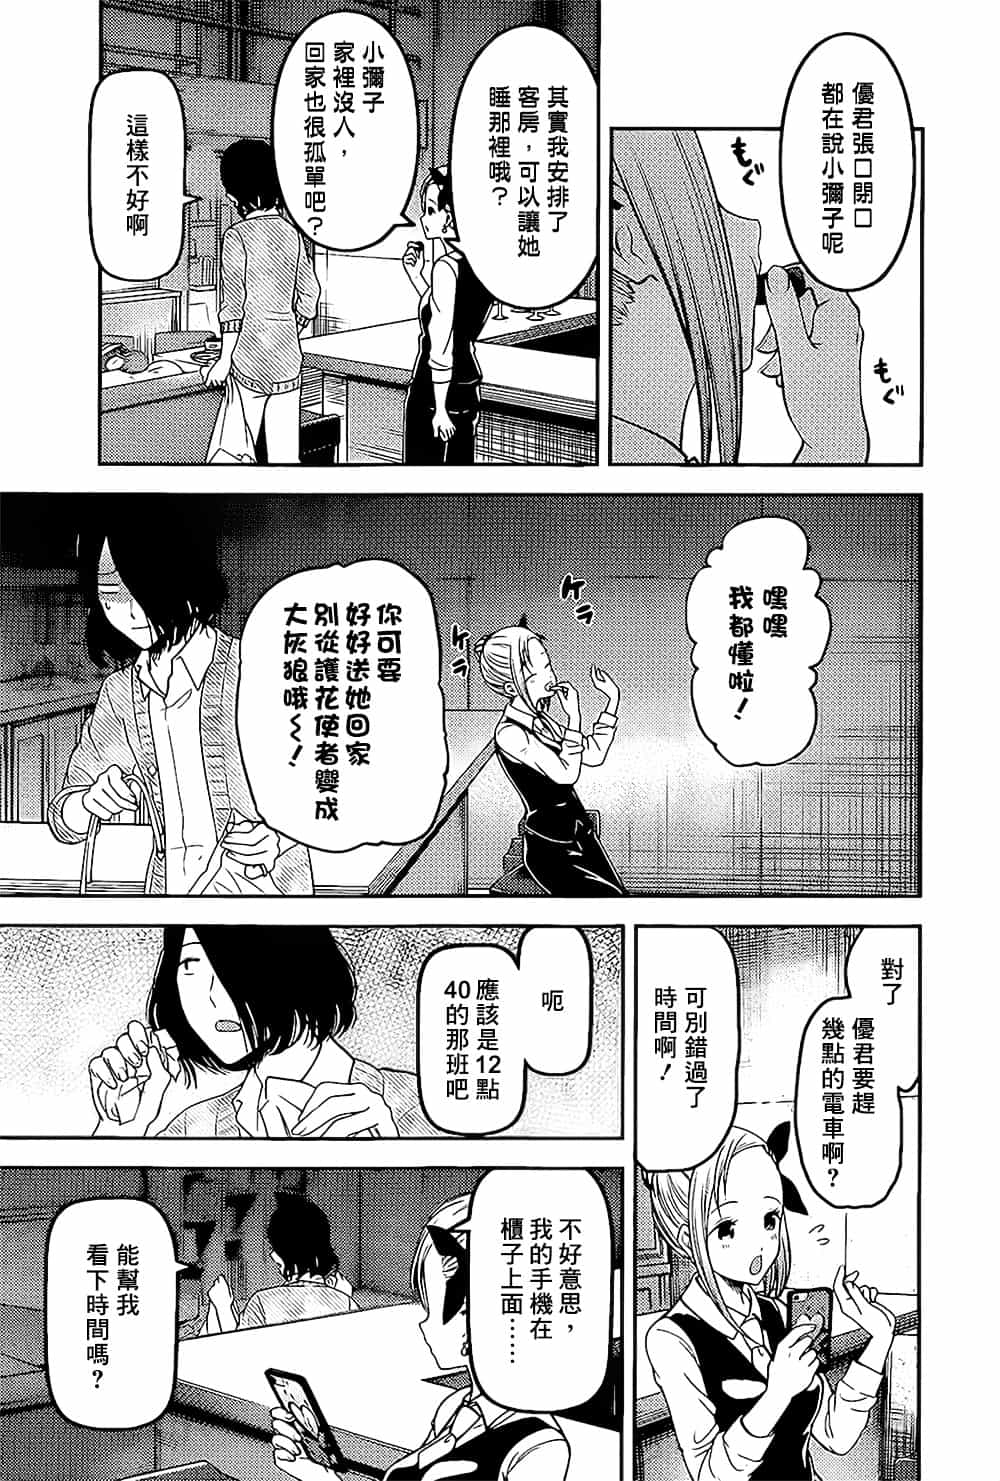 優君張口閉口
都在說小彌子呢
もぐ
もぐ
其實我安排了
客房，可以讓她
睡那裡哦？
小彌子
家裡沒人，
回家也很孤單吧？
這樣不好啊
嘿嘿
我都懂啦！
ケラ
ケラ
你可要
好好送她回家
別從護花使者變成
大灰狼哦～！
對了
優君要趕
幾點的電車啊？
可別錯過了
時間啊！
呃
應該是12點
40的那班吧
不好意思，
我的手機在
櫃子上面……
能幫我
看下時間嗎？